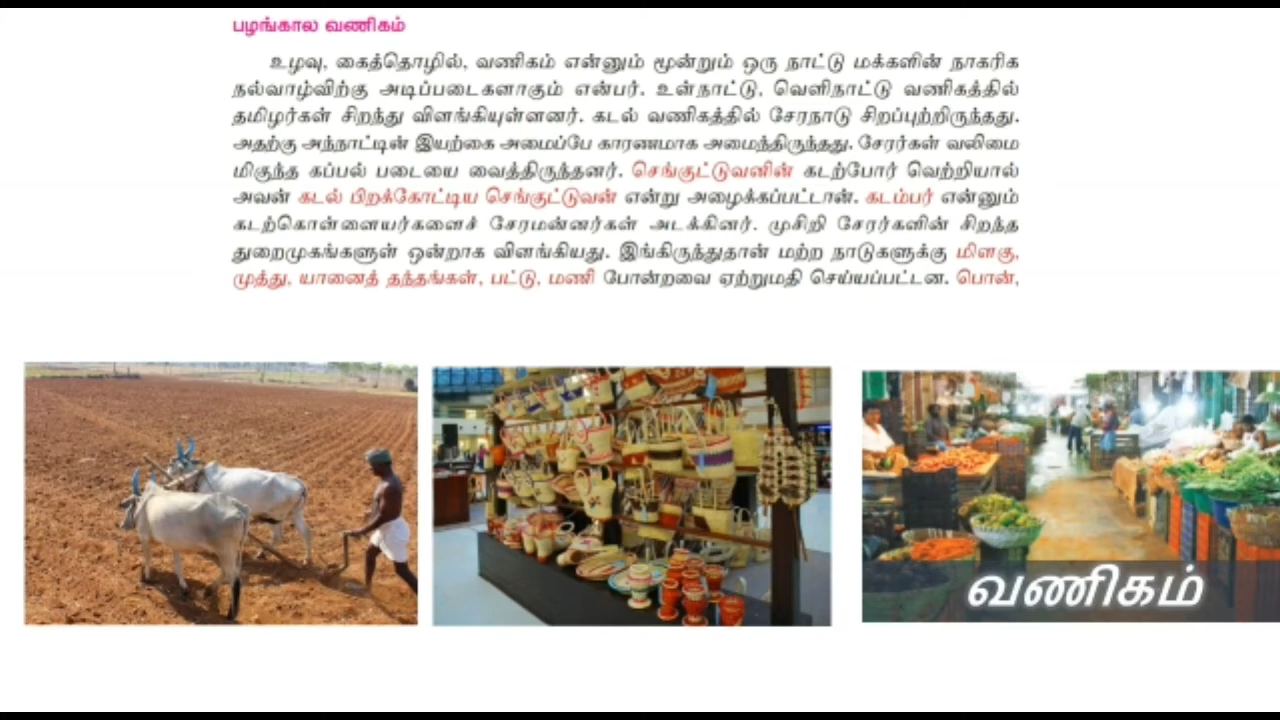 பழங்கால வணிகம்
உழவு, கைத்தொழில், வணிகம் என்னும் மூன்றும் ஒரு நாட்டு மக்களின் நாகரிக
நல்வாழ்விற்கு அடிப்படைகளாகும் என்பர். உள்நாட்டு, வெளிநாட்டு வணிகத்தில்
தமிழர்கள் சிறந்து விளங்கியுள்ளனர். கடல் வணிகத்தில் சேரநாடு சிறப்புற்றிருந்தது.
அதற்கு அந்நாட்டின் இயற்கை அமைப்பே காரணமாக அமைந்திருந்தது. சேரர்கள் வலிமை
மிகுந்த கப்பல் படையை வைத்திருந்தனர். செங்குட்டுவனின் கடற்போர் வெற்றியால்
அவன் கடல் பிறக்கோட்டிய செங்குட்டுவன் என்று அழைக்கப்பட்டான். கடம்பர் என்னும்
கடற்கொள்ளையர்களைச் சேரமன்னர்கள் அடக்கினர். முசிறி சேரர்களின் சிறந்த
துறைமுகங்களுள் ஒன்றாக விளங்கியது. இங்கிருந்துதான் மற்ற நாடுகளுக்கு மிளகு,
முத்து, யானைத் தந்தங்கள், பட்டு, மணி போன்றவை ஏற்றுமதி செய்யப்பட்டன. பொன்,
வணிகம்